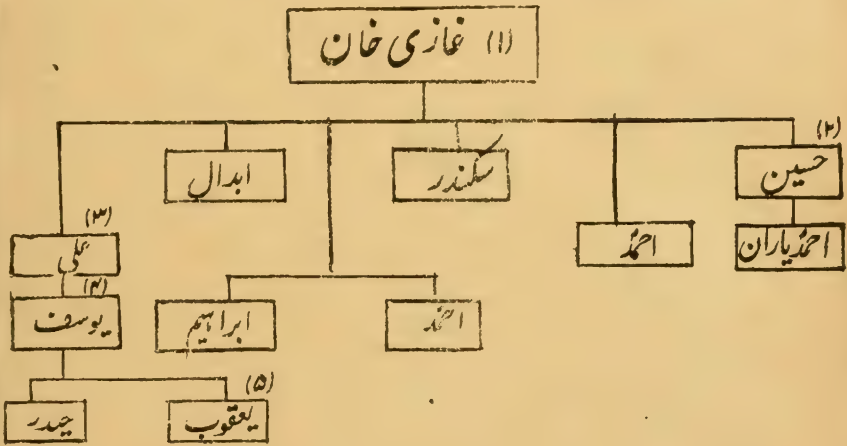 (۱) غازی خان
(۲)
حسین
سکندر
ابدال
(۳)
علی
احمد
احمد یاران
(۴)
یوسف
احمد
ابراہیم
(۵)
یعقوب
حیدر